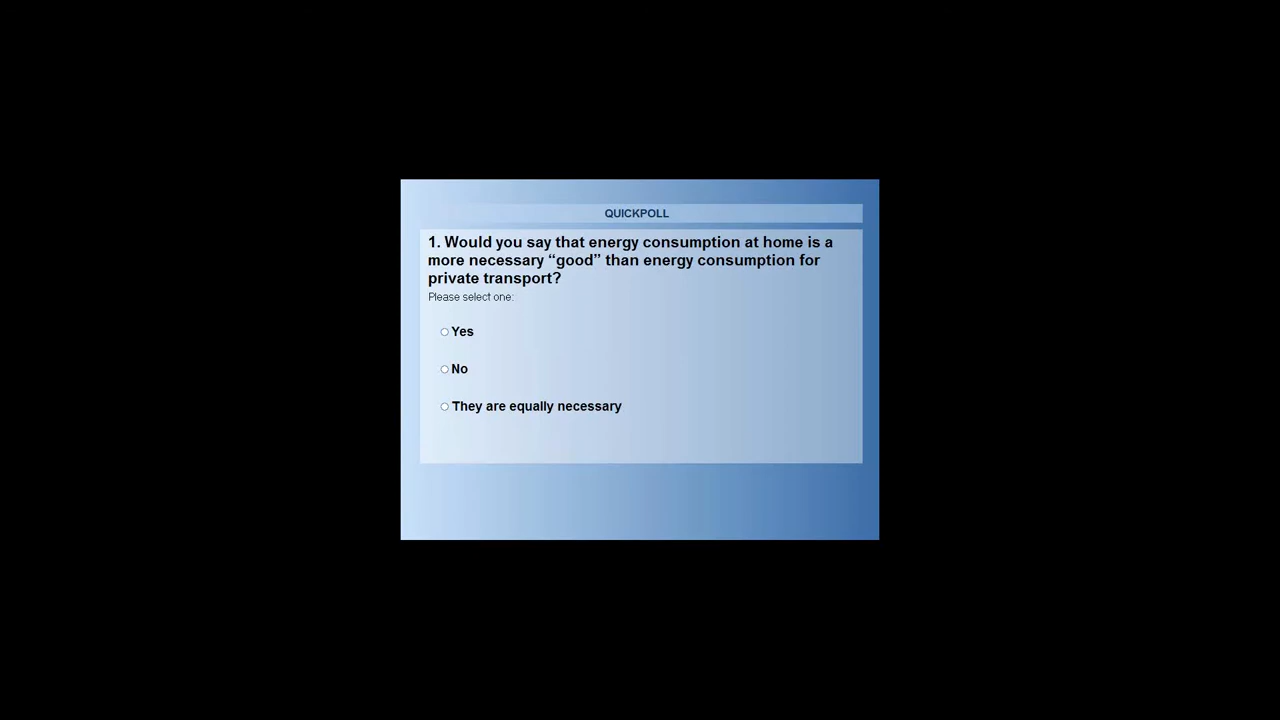 QUICKPOLL
1. Would you say that energy consumption at home is a
more necessary “good” than energy consumption for
private transport?
Please select one:
Yes
No
They are equally necessary